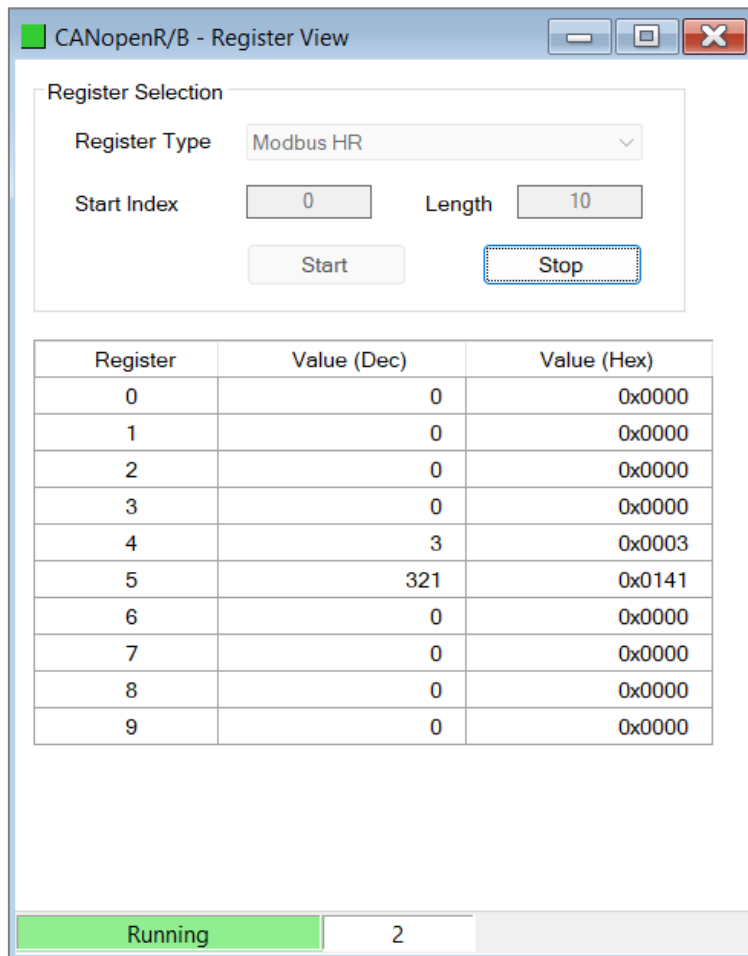 CANopenR/B - Register View
Register Selection
Register Type Modbus HR
Start Index 0 Length 10
Start Stop
Register Value (Dec) Value (Hex)
0 0 0x0000
1 0 0x0000
2 0 0x0000
3 0 0x0000
4 3 0x0003
5 321 0x0141
6 0 0x0000
7 0 0x0000
8 0 0x0000
9 0 0x0000
Running 2